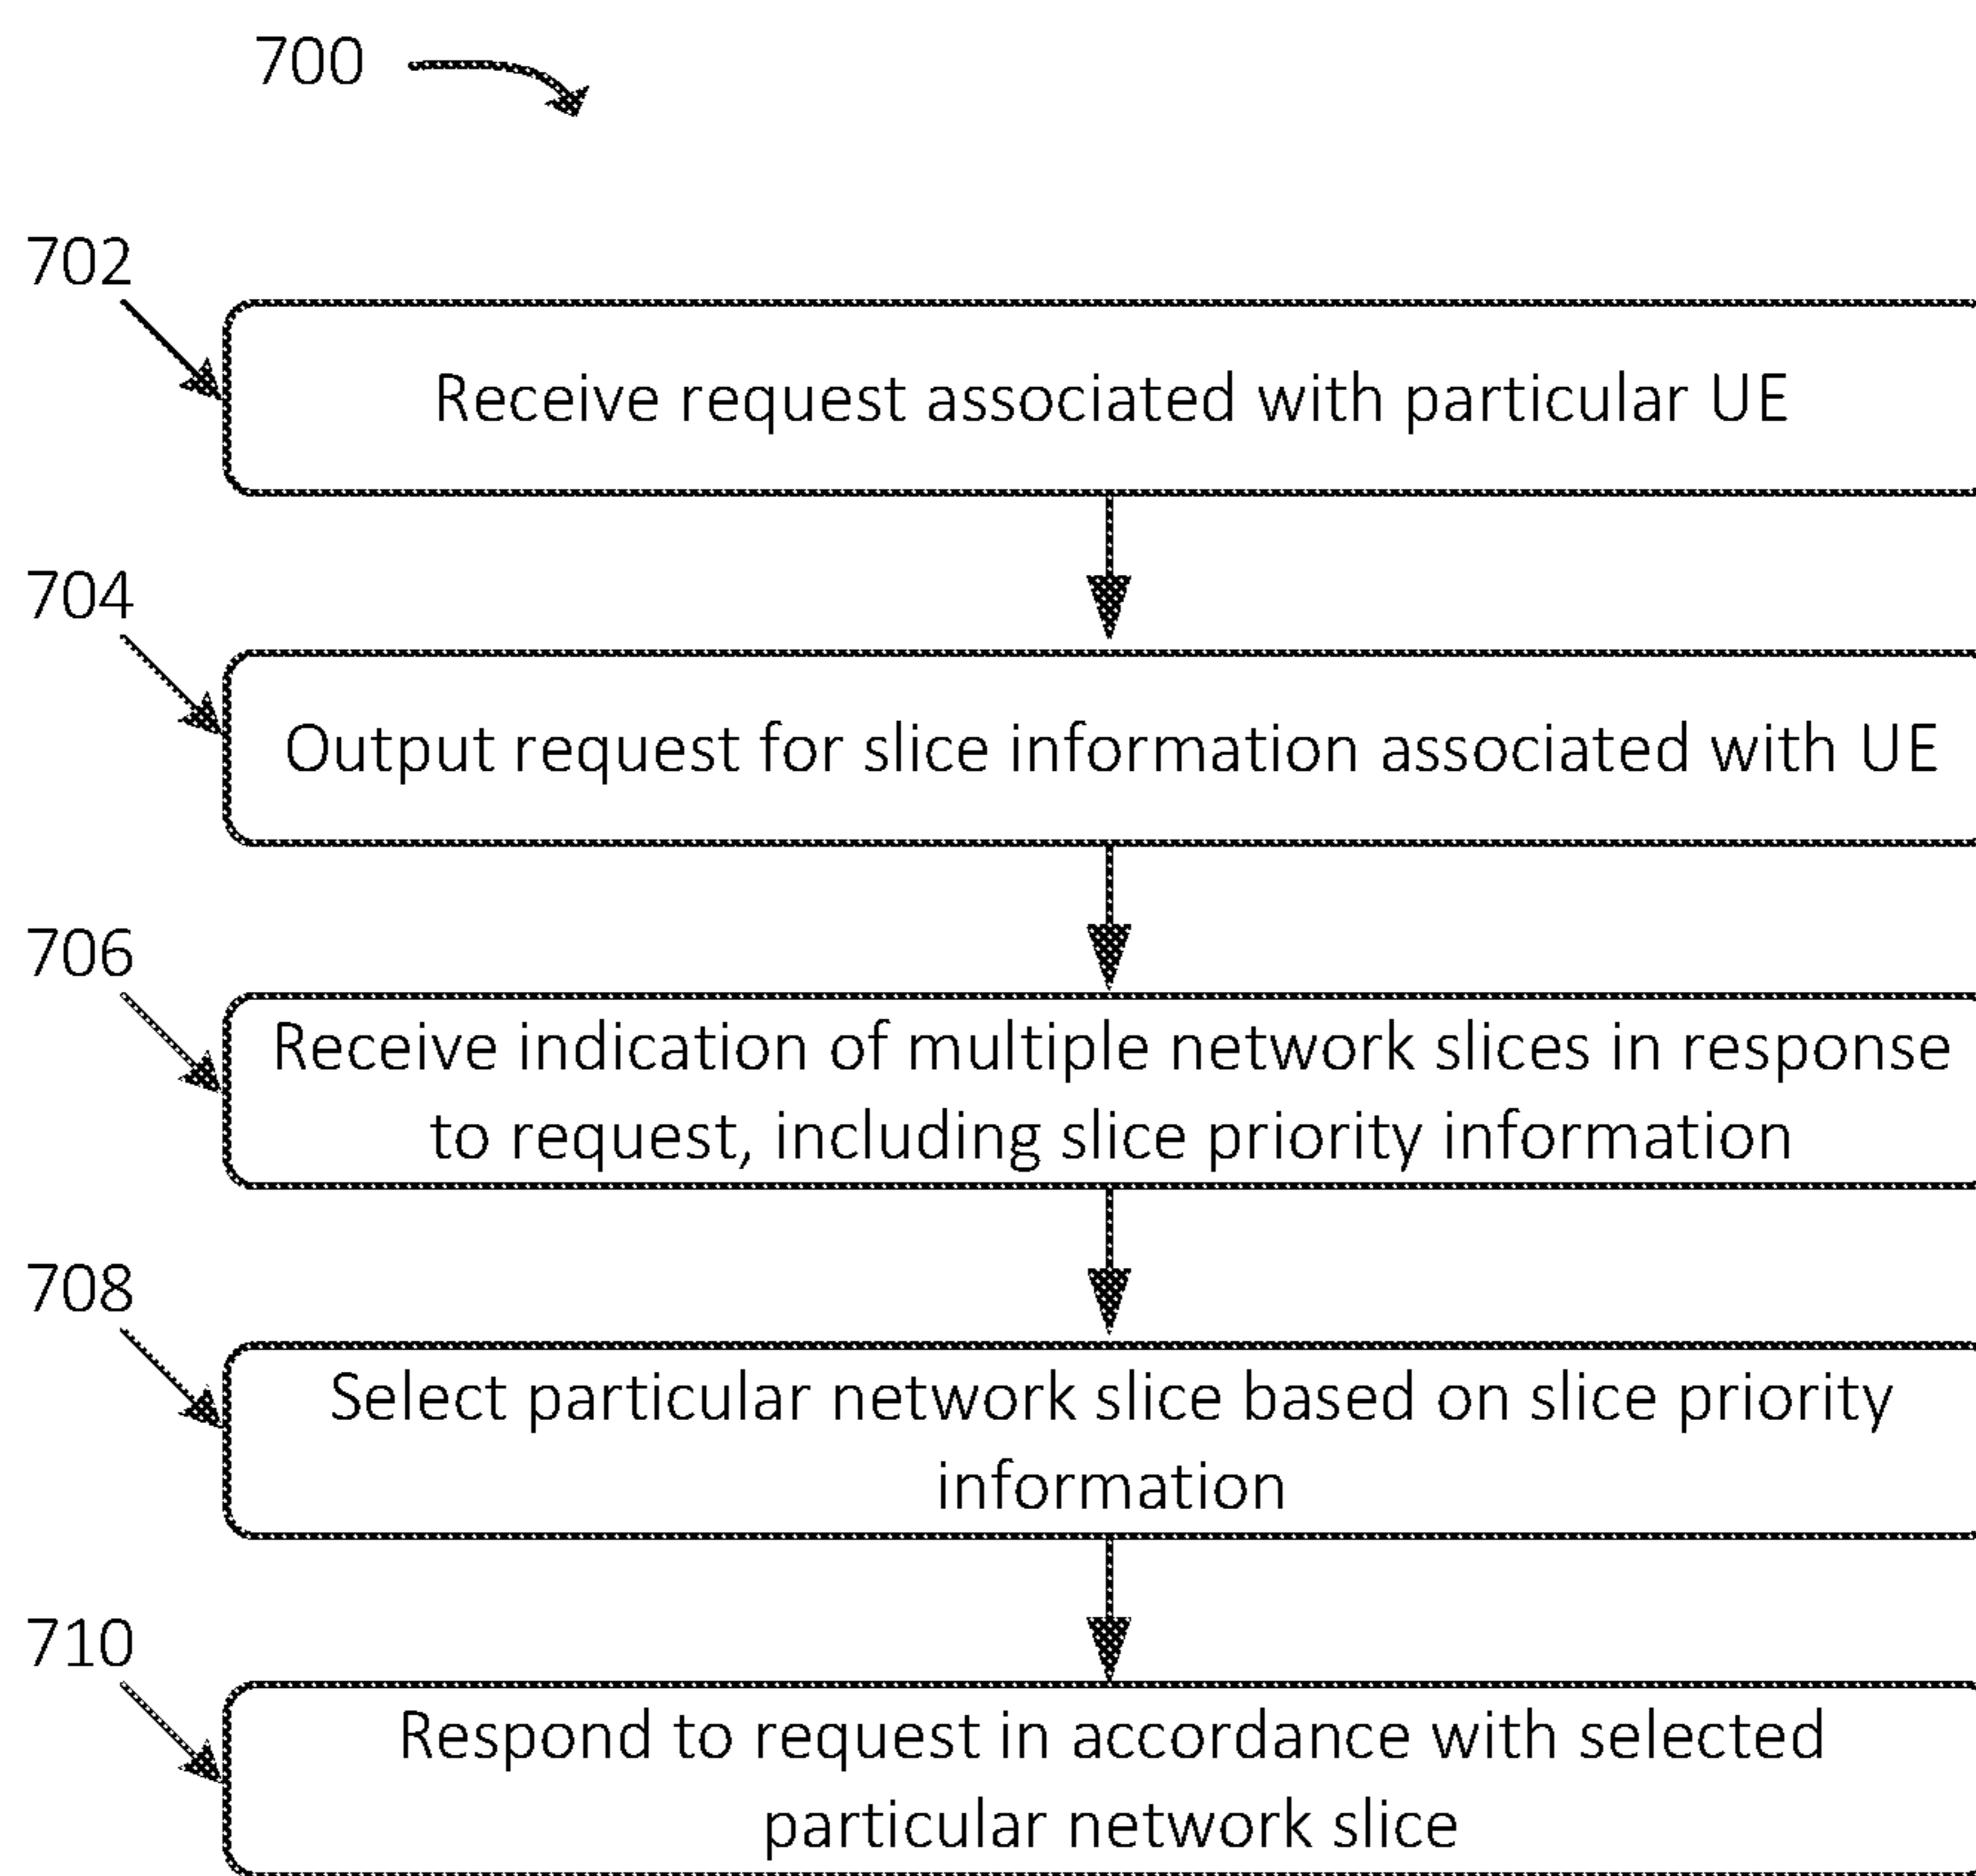 700
702
Receive request associated with particular UE
704
Output request for slice information associated with UE
706
Receive indication of multiple network slices in response
to request, including slice priority information
708
Select particular network slice based on slice priority
information
710
Respond to request in accordance with selected
particular network slice